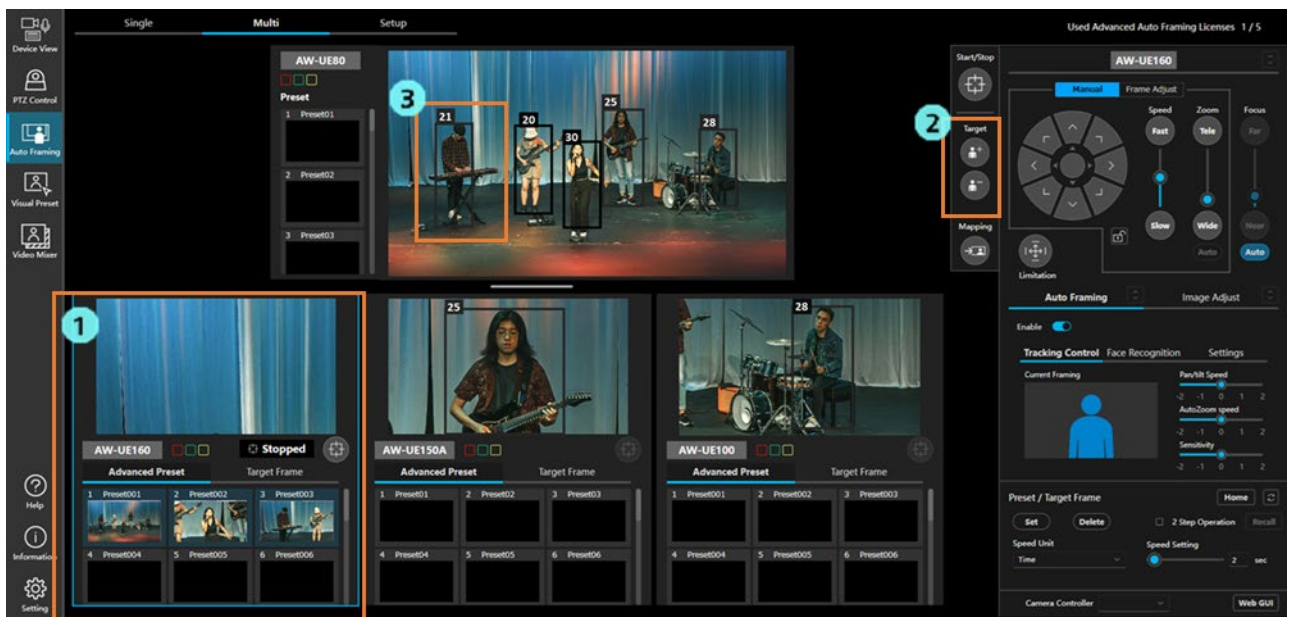 Single Multi Setup
Used Advanced Auto Framing Licenses 1 / 5
Device View
PTZ Control
Auto Framing
Visual Preset
Video Mixer
Help
Information
Setting
AW-UE80
Preset
1 Preset01
2 Preset02
3 Preset03
3
21
20
30
25
28
Start/Stop
2
Target
Mapping
AW-UE160
Manual Frame Adjust
Speed Zoom Focus
Fast Tele Far
Slow Wide Near
Auto Auto
Limitation
Auto Framing Image Adjust
Enable
Tracking Control Face Recognition Settings
Current Framing
Pan/tilt Speed
-2 -1 0 1 2
AutoZoom speed
-2 -1 0 1 2
Sensitivity
-2 -1 0 1 2
Preset / Target Frame Home
Set Delete 2 Step Operation Recall
Speed Unit Speed Setting
Time 2 sec
Camera Controller Web GUI
1
AW-UE160 Stopped
Advanced Preset Target Frame
1 Preset001 2 Preset002 3 Preset003
4 Preset004 5 Preset005 6 Preset006
25
AW-UE150A
Advanced Preset Target Frame
1 Preset01 2 Preset02 3 Preset03
4 Preset04 5 Preset05 6 Preset06
28
AW-UE100
Advanced Preset Target Frame
1 Preset001 2 Preset002 3 Preset003
4 Preset004 5 Preset005 6 Preset006